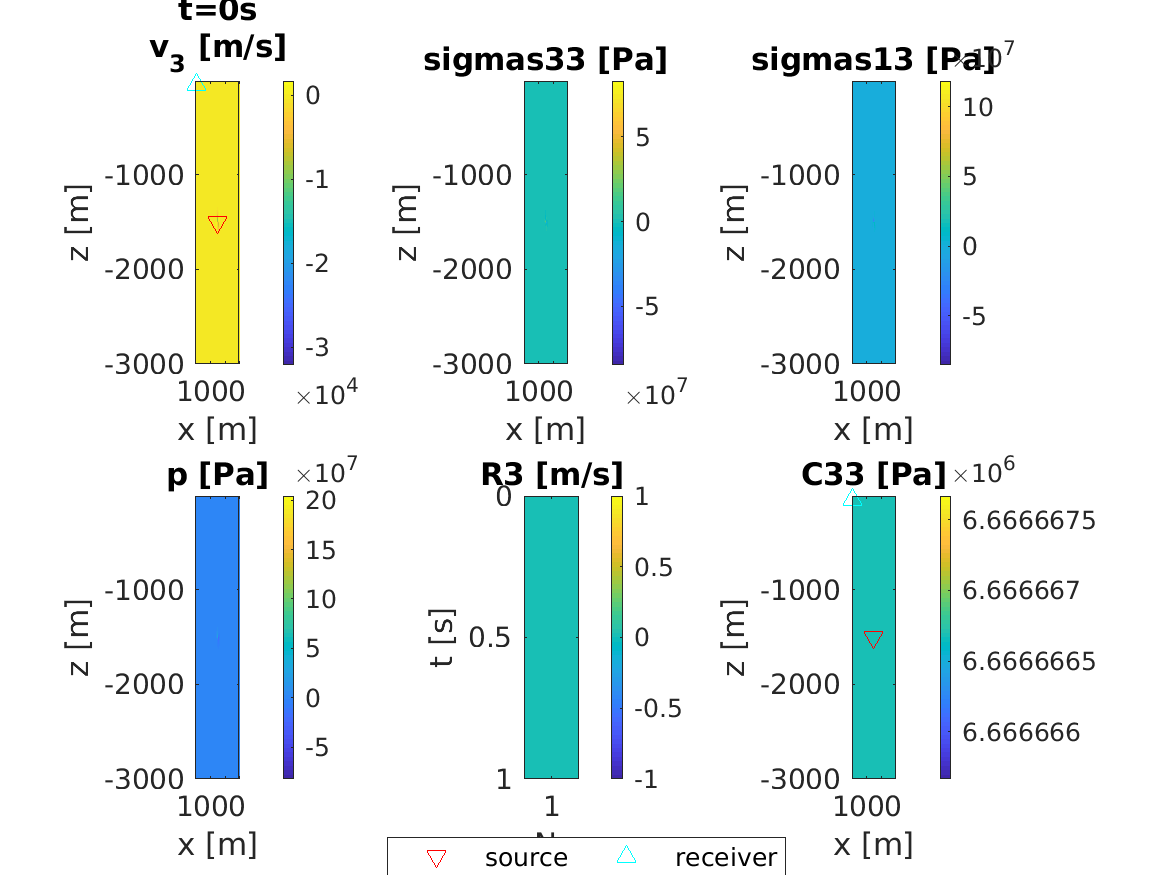 t=0s
v3 [m/s]
0
-1
-2
-3
×10^4
-1000
-2000
-3000
z [m]
1000
x [m]
sigmas33 [Pa]
5
0
-5
×10^7
-1000
-2000
-3000
z [m]
1000
x [m]
sigmas13 [Pa]
×10^7
10
5
0
-5
-1000
-2000
-3000
z [m]
1000
x [m]
p [Pa]
×10^7
20
15
10
5
0
-5
-1000
-2000
-3000
z [m]
1000
x [m]
R3 [m/s]
0
0.5
1
t [s]
1
1
0.5
0
-0.5
-1
C33 [Pa]
×10^6
6.6666675
6.666667
6.6666665
6.666666
-1000
-2000
-3000
z [m]
1000
x [m]
source receiver